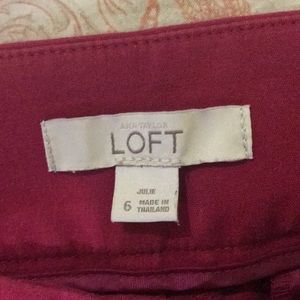 ANN TAYLOR
LOFT
JULIE
6 MADE IN
THAILAND